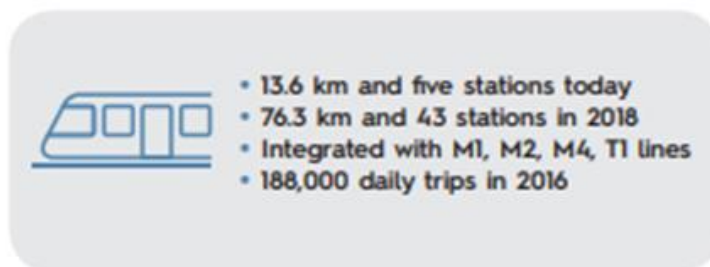 • 13.6 km and five stations today
• 76.3 km and 43 stations in 2018
• Integrated with M1, M2, M4, T1 lines
• 188,000 daily trips in 2016